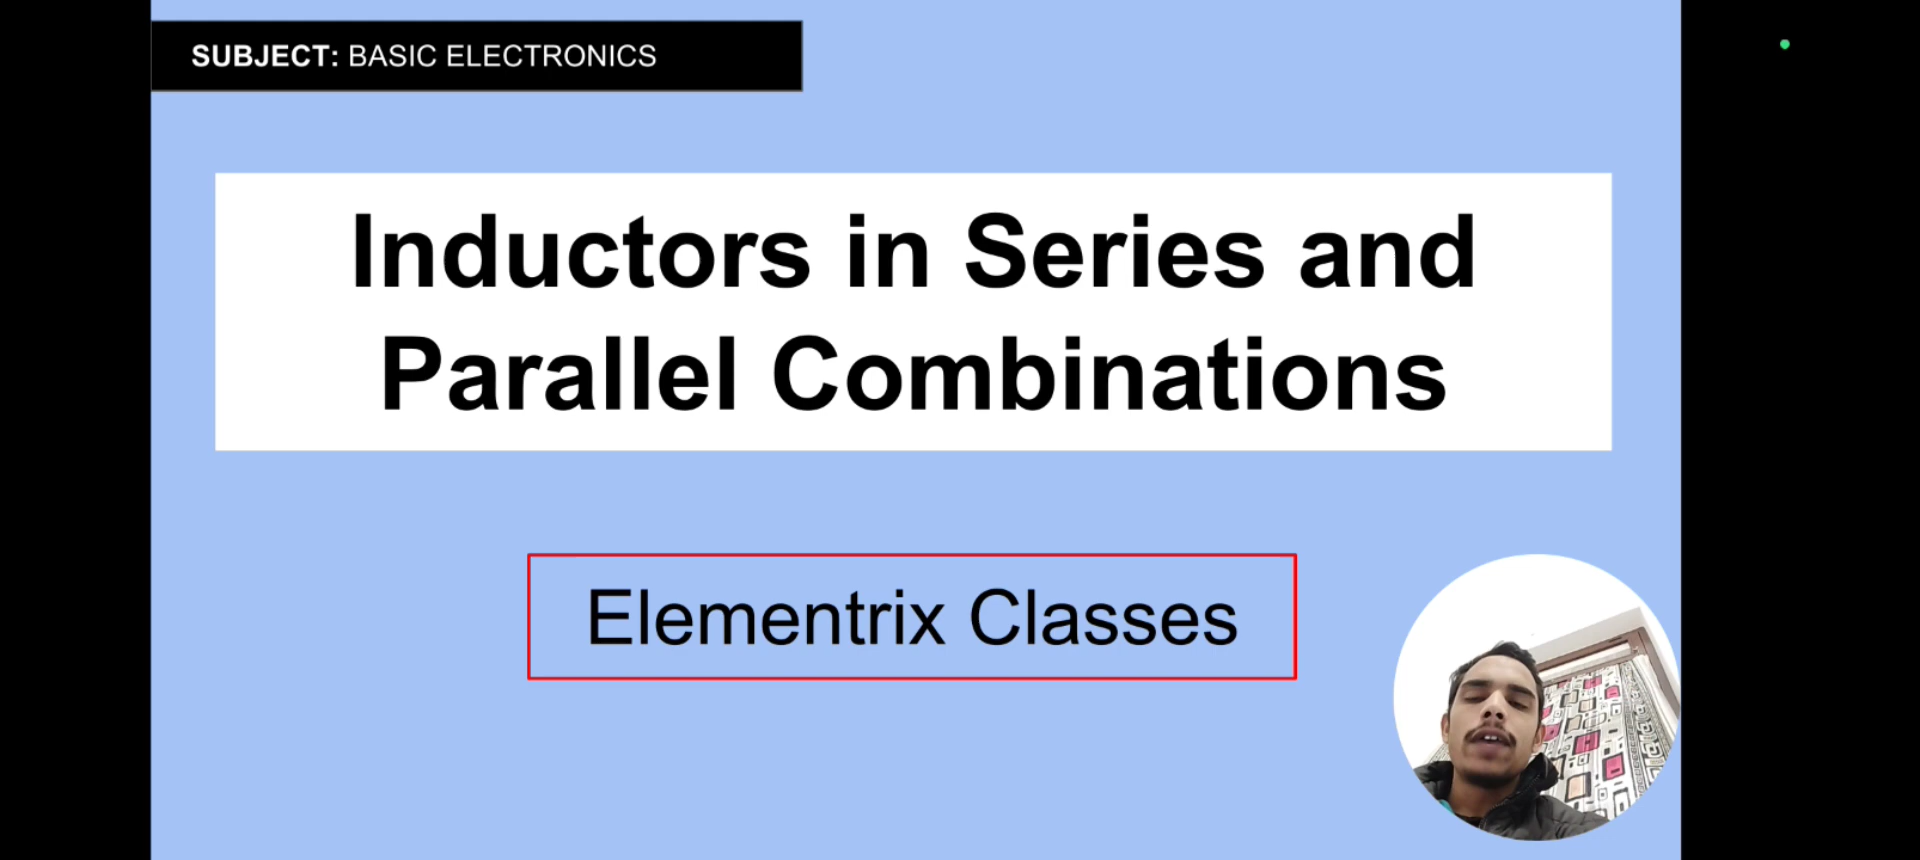 SUBJECT: BASIC ELECTRONICS
Inductors in Series and
Parallel Combinations
Elementrix Classes